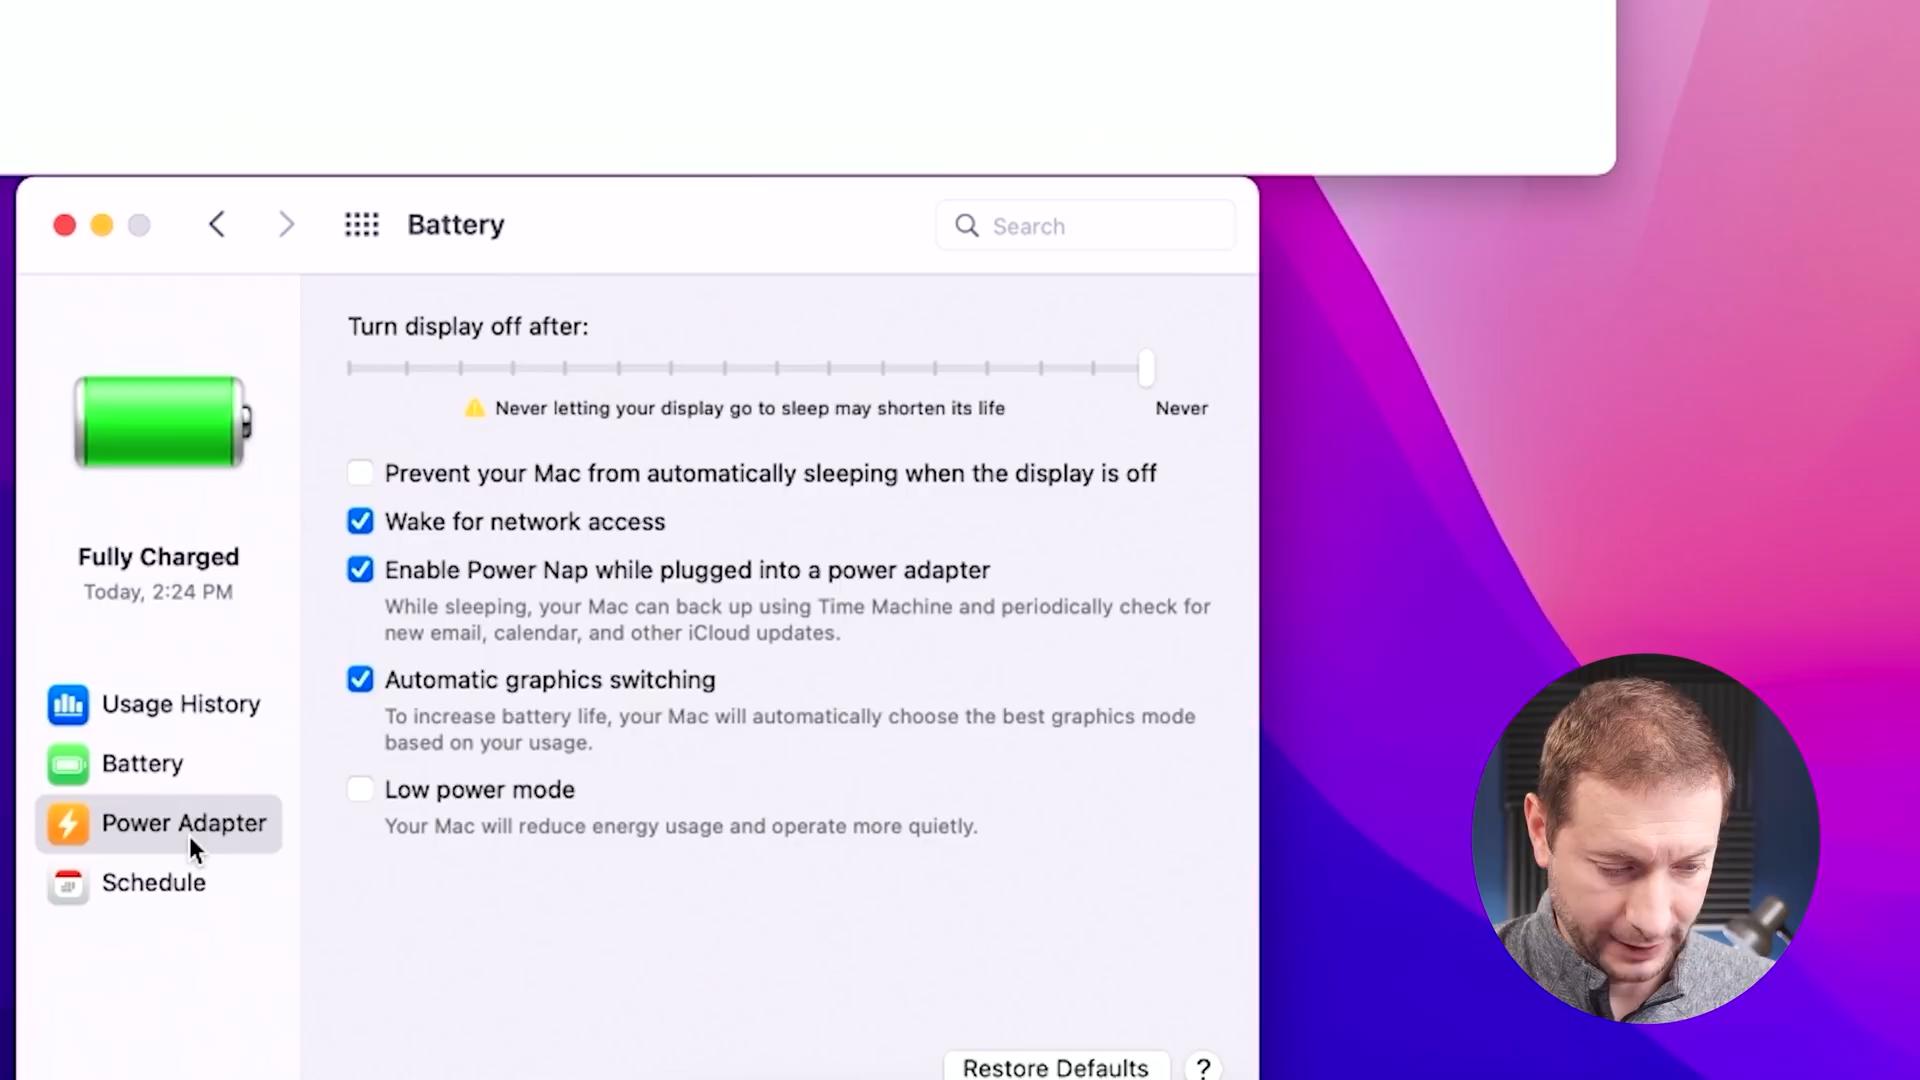 Battery
Search
Turn display off after:
Never letting your display go to sleep may shorten its life
Never
Prevent your Mac from automatically sleeping when the display is off
Wake for network access
Enable Power Nap while plugged into a power adapter
While sleeping, your Mac can back up using Time Machine and periodically check for
new email, calendar, and other iCloud updates.
Automatic graphics switching
To increase battery life, your Mac will automatically choose the best graphics mode
based on your usage.
Low power mode
Your Mac will reduce energy usage and operate more quietly.
Fully Charged
Today, 2:24 PM
Usage History
Battery
Power Adapter
Schedule
Restore Defaults
?